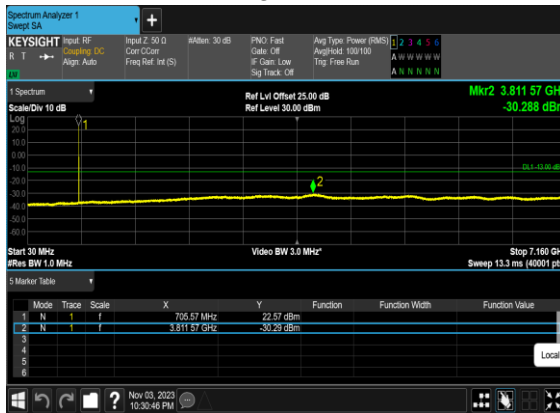 Spectrum Analyzer 1
Swept SA
KEYSIGHT Input: RF Input Z: 50 Ω #Atten: 30 dB PNO: Fast Avg Type: Power (RMS) 1 2 3 4 5 6
R T Coupling: DC Corr CCorr Gate: Off Avg|Hold: 100/100 A W W W W W
Align: Auto Freq Ref: Int (S) IF Gain: Low Trig: Free Run
LXI Sig Track: Off A N N N N N
1 Spectrum Ref Lvl Offset 25.00 dB Mkr2 3.811 57 GH
Scale/Div 10 dB Ref Level 30.00 dBm -30.288 dBr
Log
20.0 1
10.0
0.00
-10.0 DL1 -13.00 dB
-20.0 2
-30.0
-40.0
-50.0
-60.0
Start 30 MHz Video BW 3.0 MHz* Stop 7.160 GH
#Res BW 1.0 MHz Sweep 13.3 ms (40001 pts
5 Marker Table
Mode Trace Scale X Y Function Function Width Function Value
1 N 1 f 705.57 MHz 22.57 dBm
2 N 1 f 3.811 57 GHz -30.29 dBm
3
4
5 Local
6
? Nov 03, 2023
10:30:46 PM